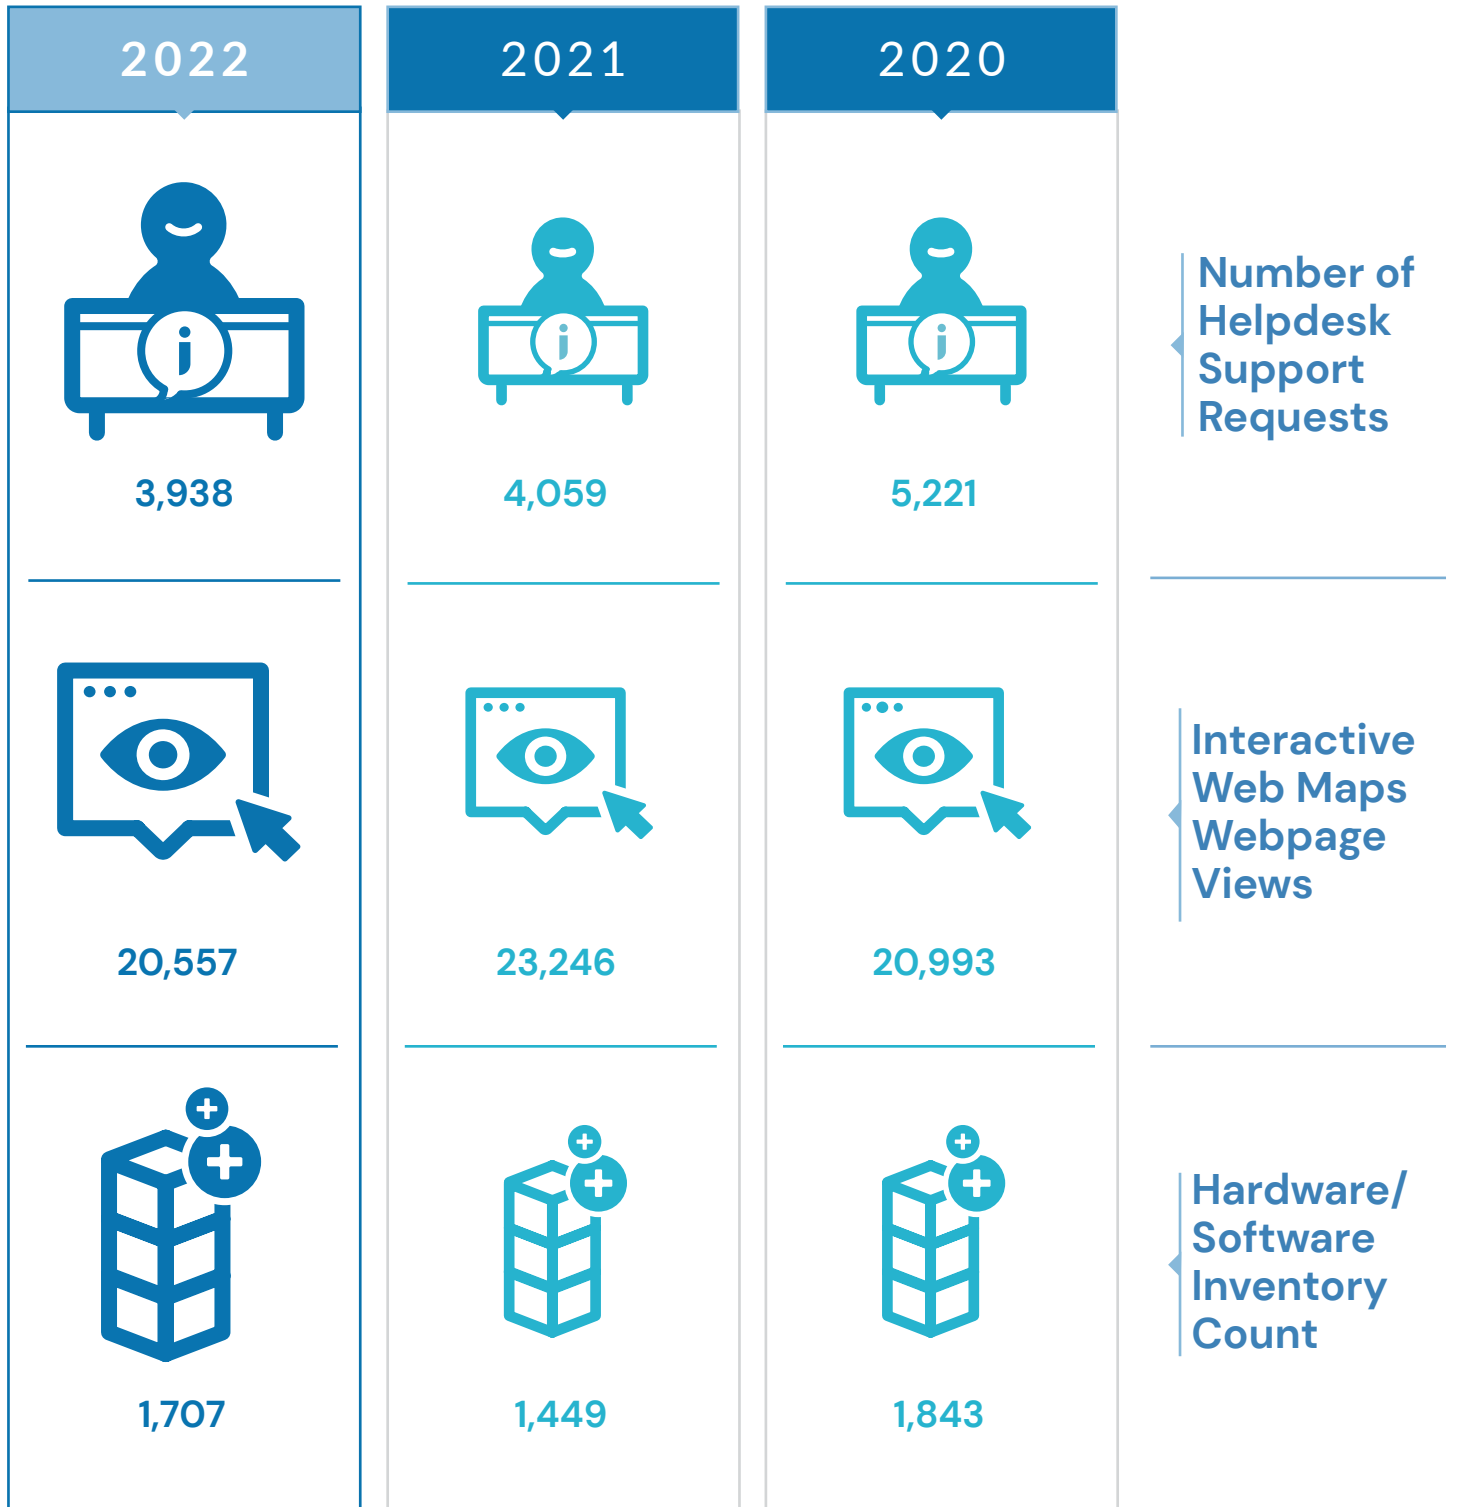 2022
2021
2020
Number of
Helpdesk
Support
Requests
3,938
4,059
5,221
Interactive
Web Maps
Webpage
Views
20,557
23,246
20,993
Hardware/
Software
Inventory
Count
1,707
1,449
1,843